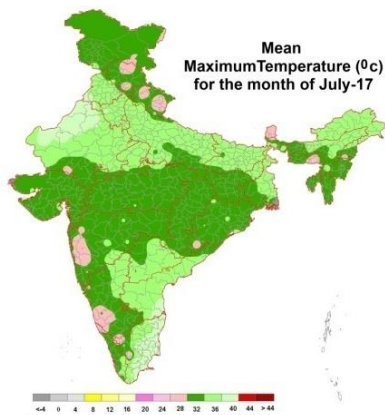 Mean
MaximumTemperature (⁰c)
for the month of July-17
<-4 0 4 8 12 16 20 24 28 32 36 40 44 > 44